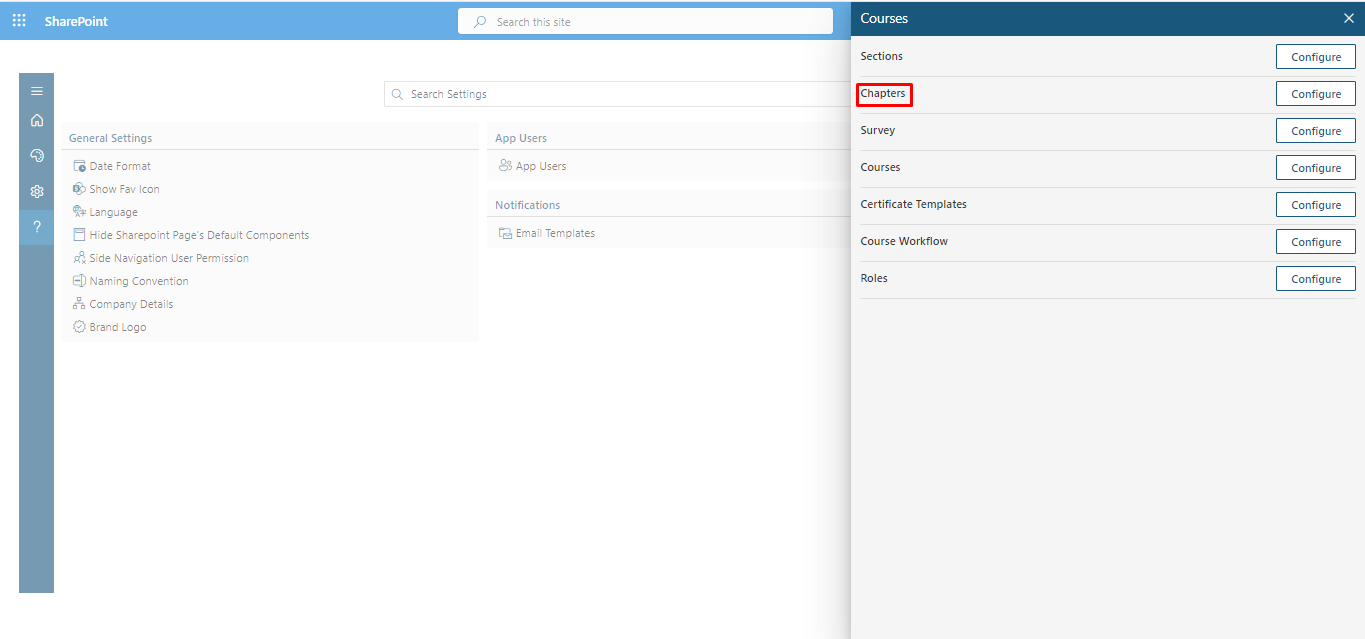 SharePoint
Search this site
Courses
Search Settings
General Settings
Date Format
Show Fav Icon
Language
Hide Sharepoint Page's Default Components
Side Navigation User Permission
Naming Convention
Company Details
Brand Logo
App Users
App Users
Notifications
Email Templates
Sections Configure
Chapters Configure
Survey Configure
Courses Configure
Certificate Templates Configure
Course Workflow Configure
Roles Configure